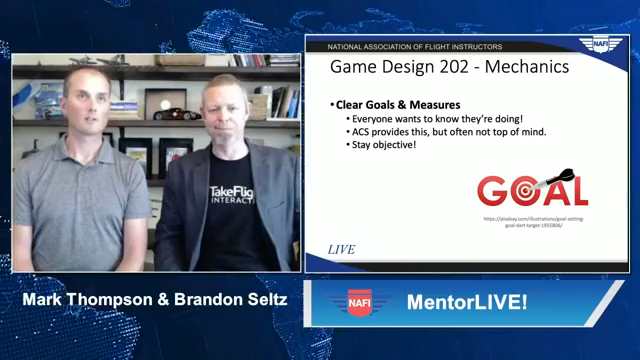 NATIONAL ASSOCIATION OF FLIGHT INSTRUCTORS
NAFI
Game Design 202 - Mechanics
• Clear Goals & Measures
• Everyone wants to know they're doing!
• ACS provides this, but often not top of mind.
• Stay objective!
GOAL
https://pixabay.com/illustrations/goal-setting-
goal-dart-target-1955806/
LIVE
TakeFlight
INTERACTIVE
Mark Thompson & Brandon Seltz
NAFI
MentorLIVE!